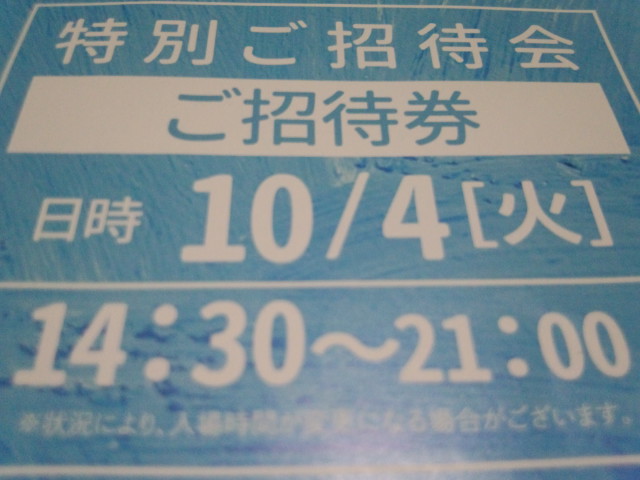 特別ご招待会
ご招待券
日時 10/4[火]
14:30～21:00
※状況により、入場時間が変更になる場合がございます。